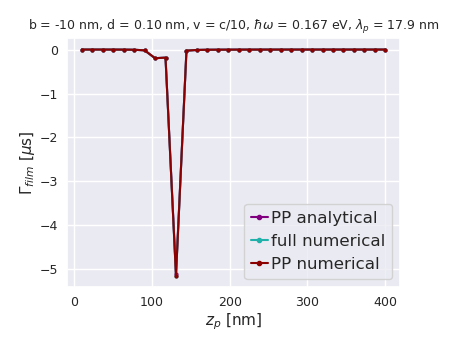 b = -10 nm, d = 0.10 nm, v = c/10, ℏω = 0.167 eV, λp = 17.9 nm
Γfilm [μs]
0
−1
−2
−3
−4
−5
PP analytical
full numerical
PP numerical
0 100 200 300 400
zp [nm]